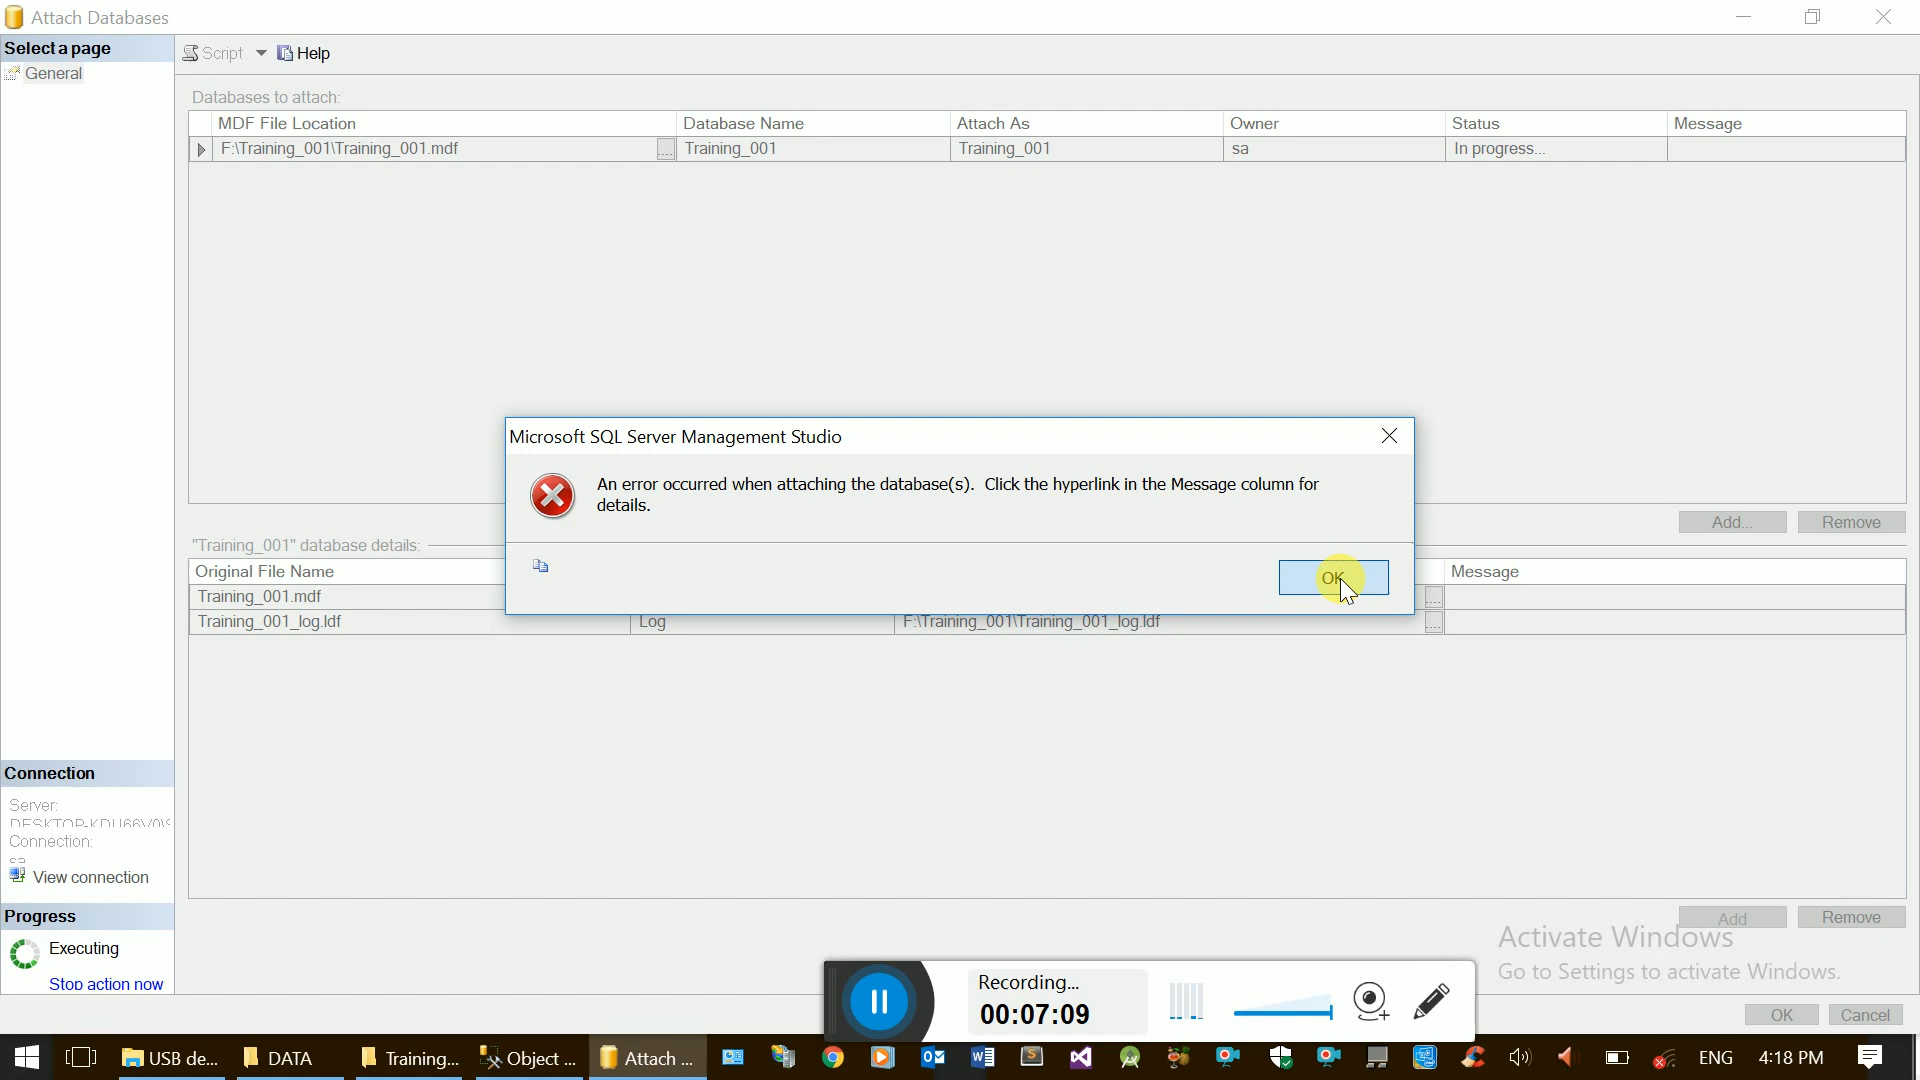 Attach Databases
Select a page
General
Script
Help
Databases to attach:
MDF File Location
Database Name
Attach As
Owner
Status
Message
F:\Training_001\Training_001.mdf
...
Training_001
Training_001
sa
In progress...
Microsoft SQL Server Management Studio
An error occurred when attaching the database(s). Click the hyperlink in the Message column for
details.
OK
Add...
Remove
"Training_001" database details:
Original File Name
Message
Training_001.mdf
...
Training_001_log.ldf
Log
F:\Training_001\Training_001_log.ldf
...
Connection
Server:
DESKTOP-KDU66V0\S
Connection:
sa
View connection
Progress
Executing
Stop action now
Add
Remove
Activate Windows
Go to Settings to activate Windows.
Recording...
00:07:09
OK
Cancel
USB de...
DATA
Training...
Object ...
Attach ...
ENG
4:18 PM